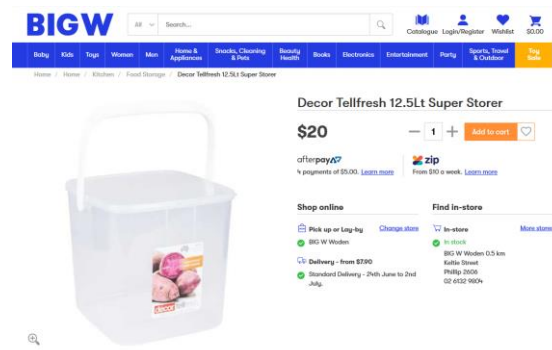 BIG W
All
Search...
Catalogue Login/Register Wishlist $0.00
Baby Kids Toys Women Men Home & Appliances Snacks, Cleaning & Pets Beauty Health Books Electronics Entertainment Party Sports, Travel & Outdoor Toy Sale
Home / Home / Kitchen / Food Storage / Decor Tellfresh 12.5Lt Super Storer
Decor Tellfresh 12.5Lt Super Storer
$20
1
Add to cart
afterpay
4 payments of $5.00. Learn more
zip
From $10 a week. Learn more
Shop online
Pick up or Lay-by Change store
BIG W Woden
Delivery - from $7.90
Standard Delivery - 24th June to 2nd
July.
Find in-store
In-store More stores
In stock
BIG W Woden 0.5 km
Keltie Street
Phillip 2606
02 6132 9804
decor